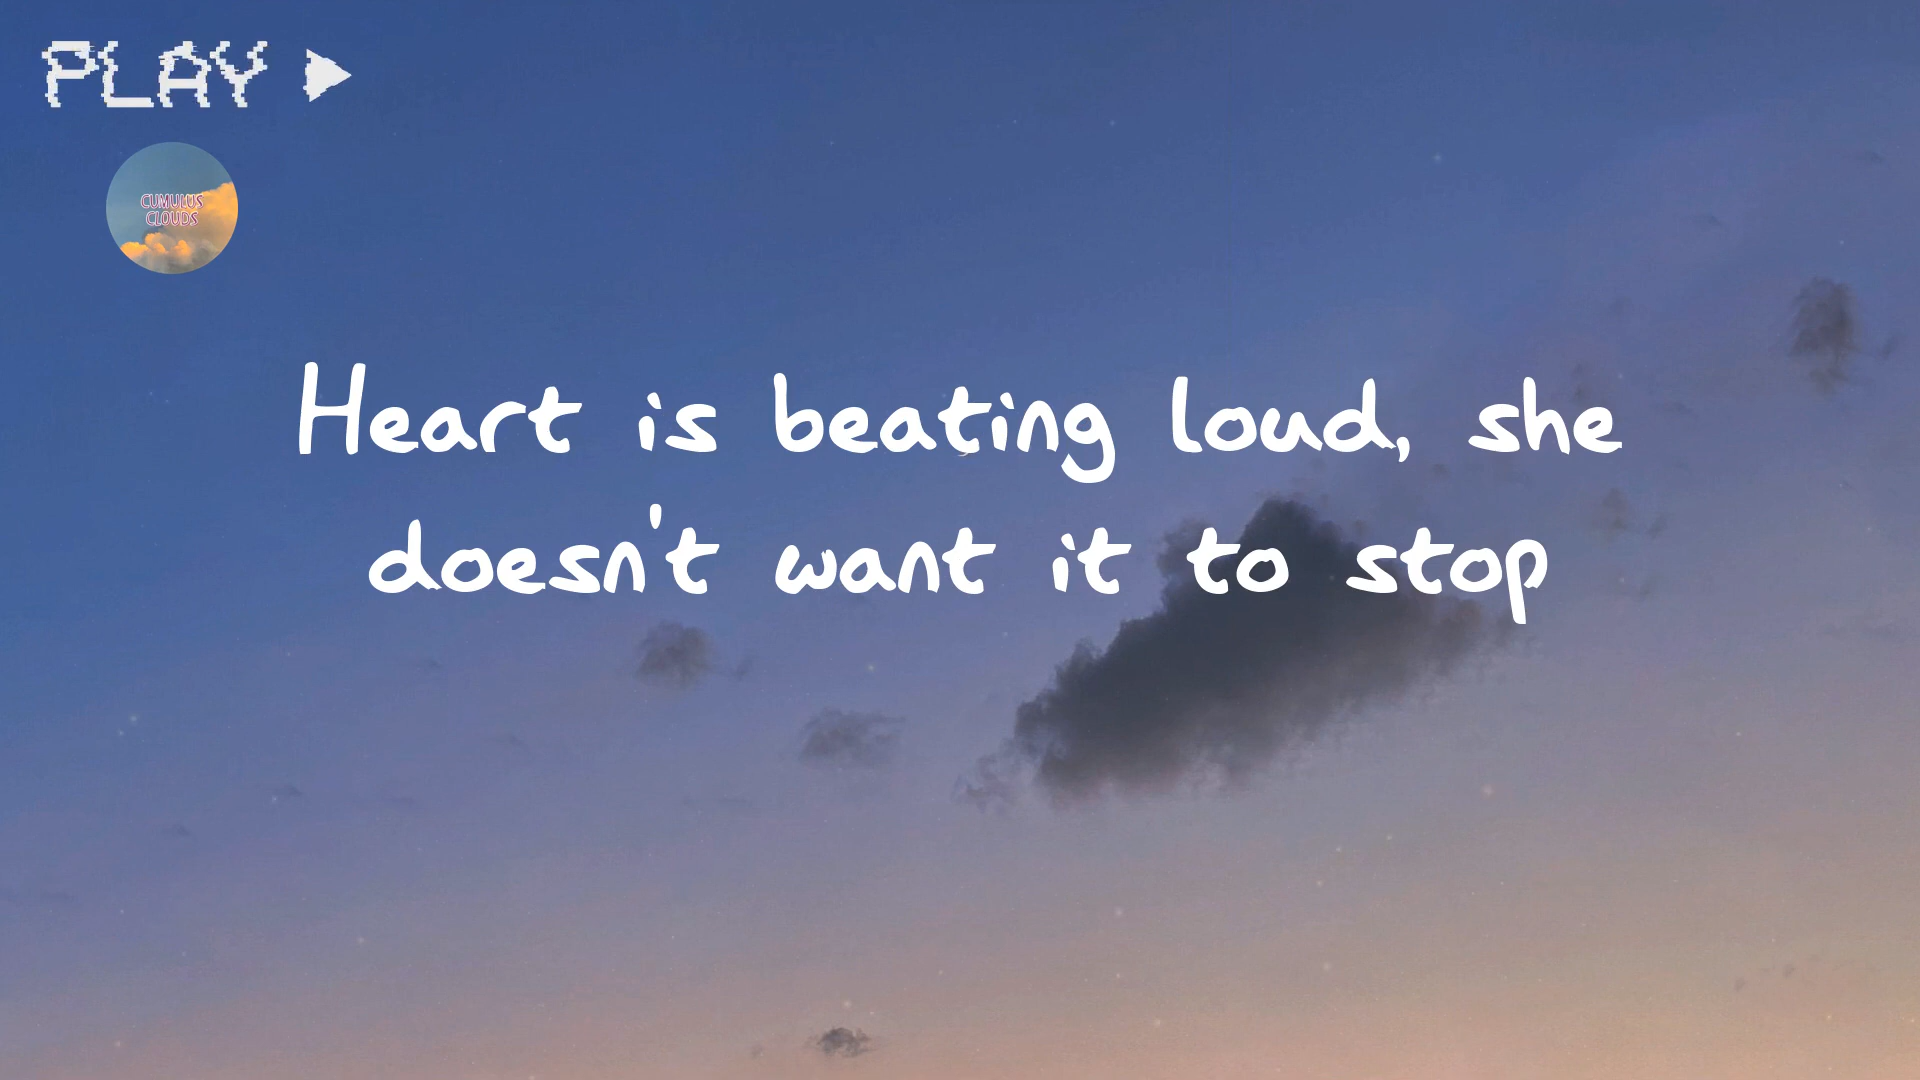 PLAY
CUMULUS
CLOUDS
Heart is beating loud, she
doesn't want it to stop